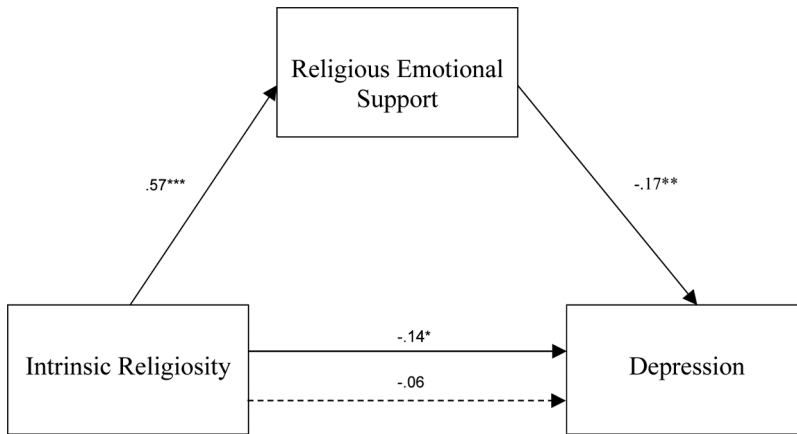 Religious Emotional
Support
.57***
-.17**
-.14*
Intrinsic Religiosity
Depression
-.06